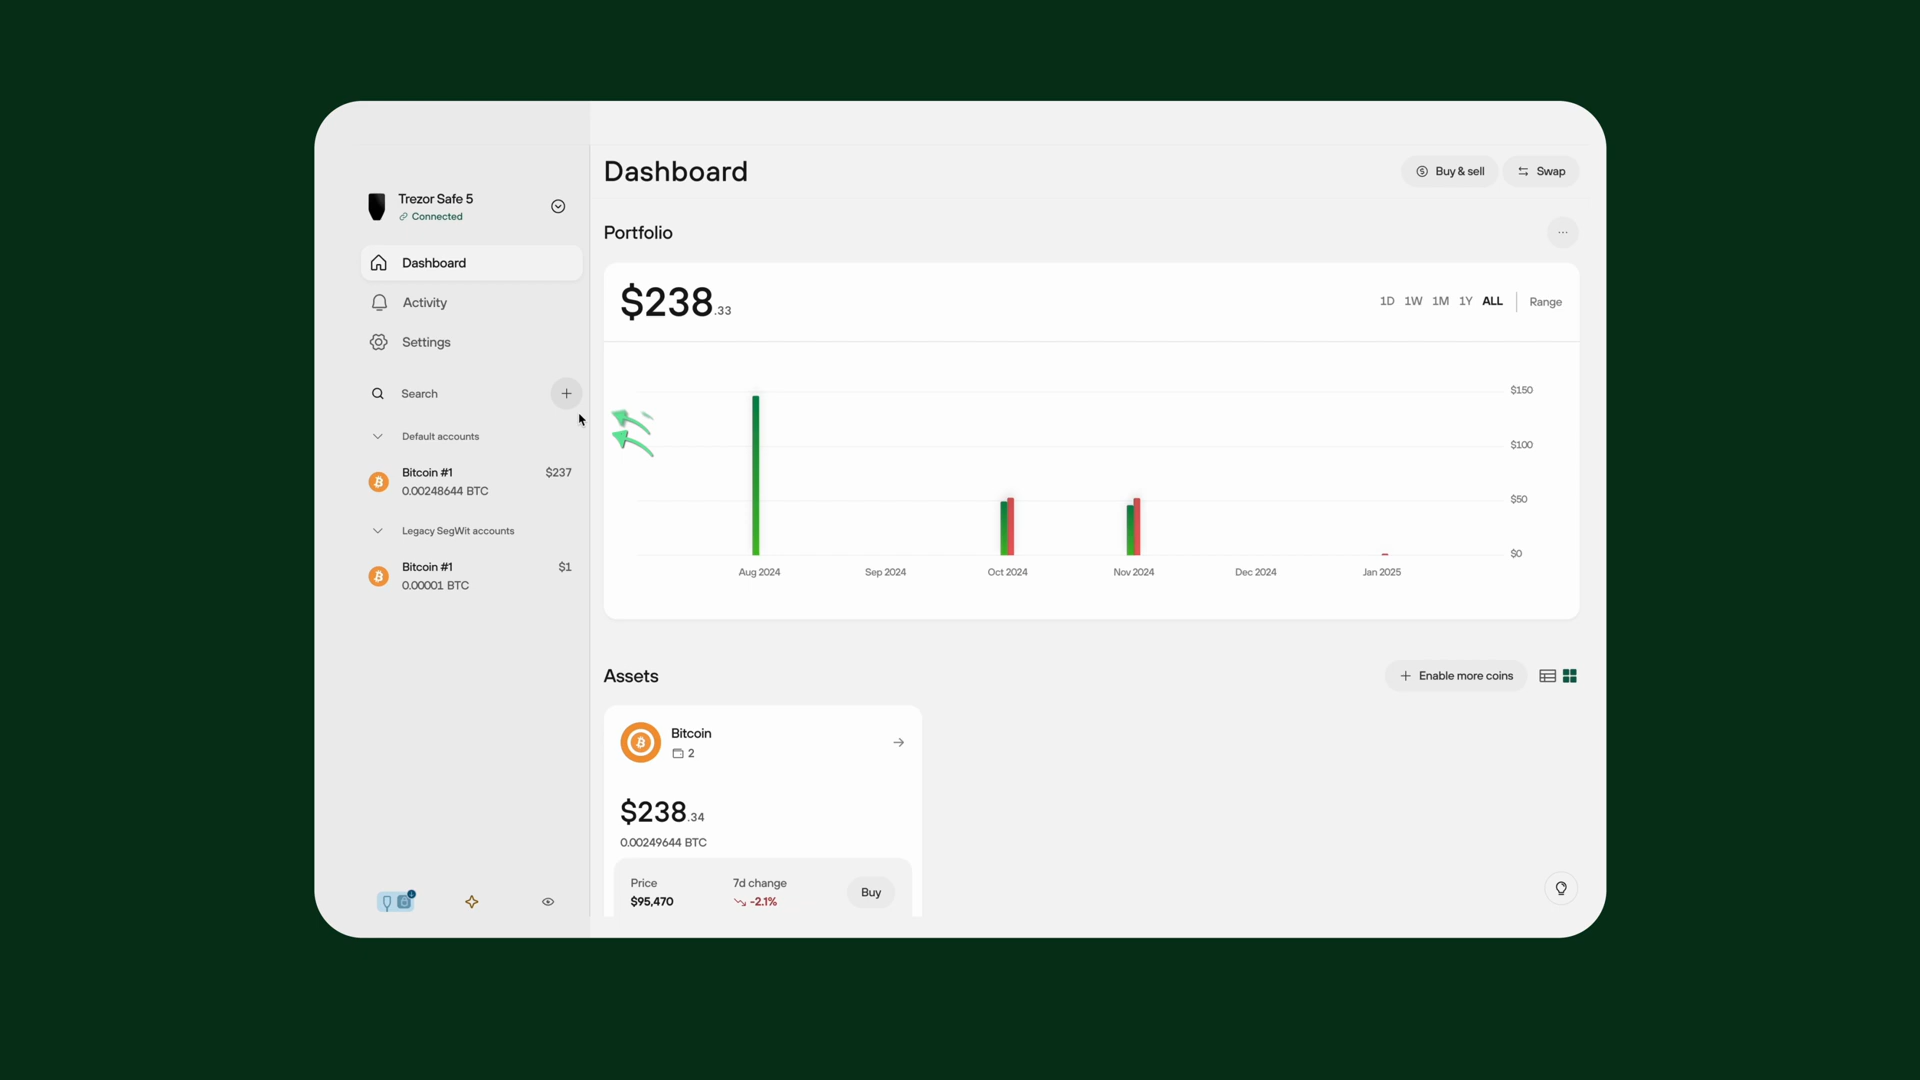 Trezor Safe 5
Connected
Dashboard
Activity
Settings
Search
Default accounts
Bitcoin #1 $237
0.00248644 BTC
Legacy SegWit accounts
Bitcoin #1 $1
0.00001 BTC
Dashboard
Buy & sell
Swap
Portfolio
$238.33
1D 1W 1M 1Y ALL Range
$150
$100
$50
$0
Aug 2024 Sep 2024 Oct 2024 Nov 2024 Dec 2024 Jan 2025
Assets
Enable more coins
Bitcoin
2
$238.34
0.00249644 BTC
Price 7d change
$95,470 -2.1%
Buy